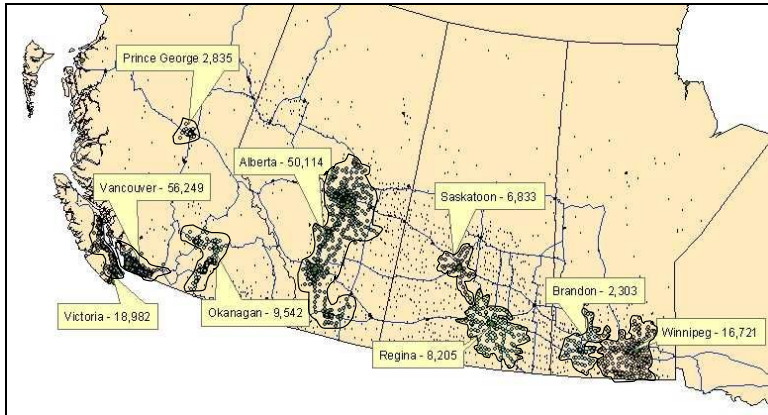 Prince George 2,835
Alberta - 50,114
Vancouver - 56,249
Saskatoon - 6,833
Brandon - 2,303
Victoria - 18,982
Okanagan - 9,542
Winnipeg - 16,721
Regina - 8,205